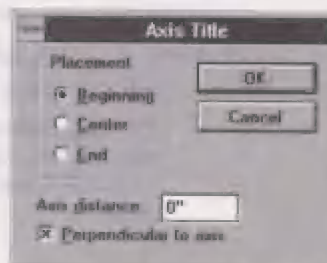 Axis Title
Placement
Beginning
Center
End
OK
Cancel
Axis distance 0"
Perpendicular to axis